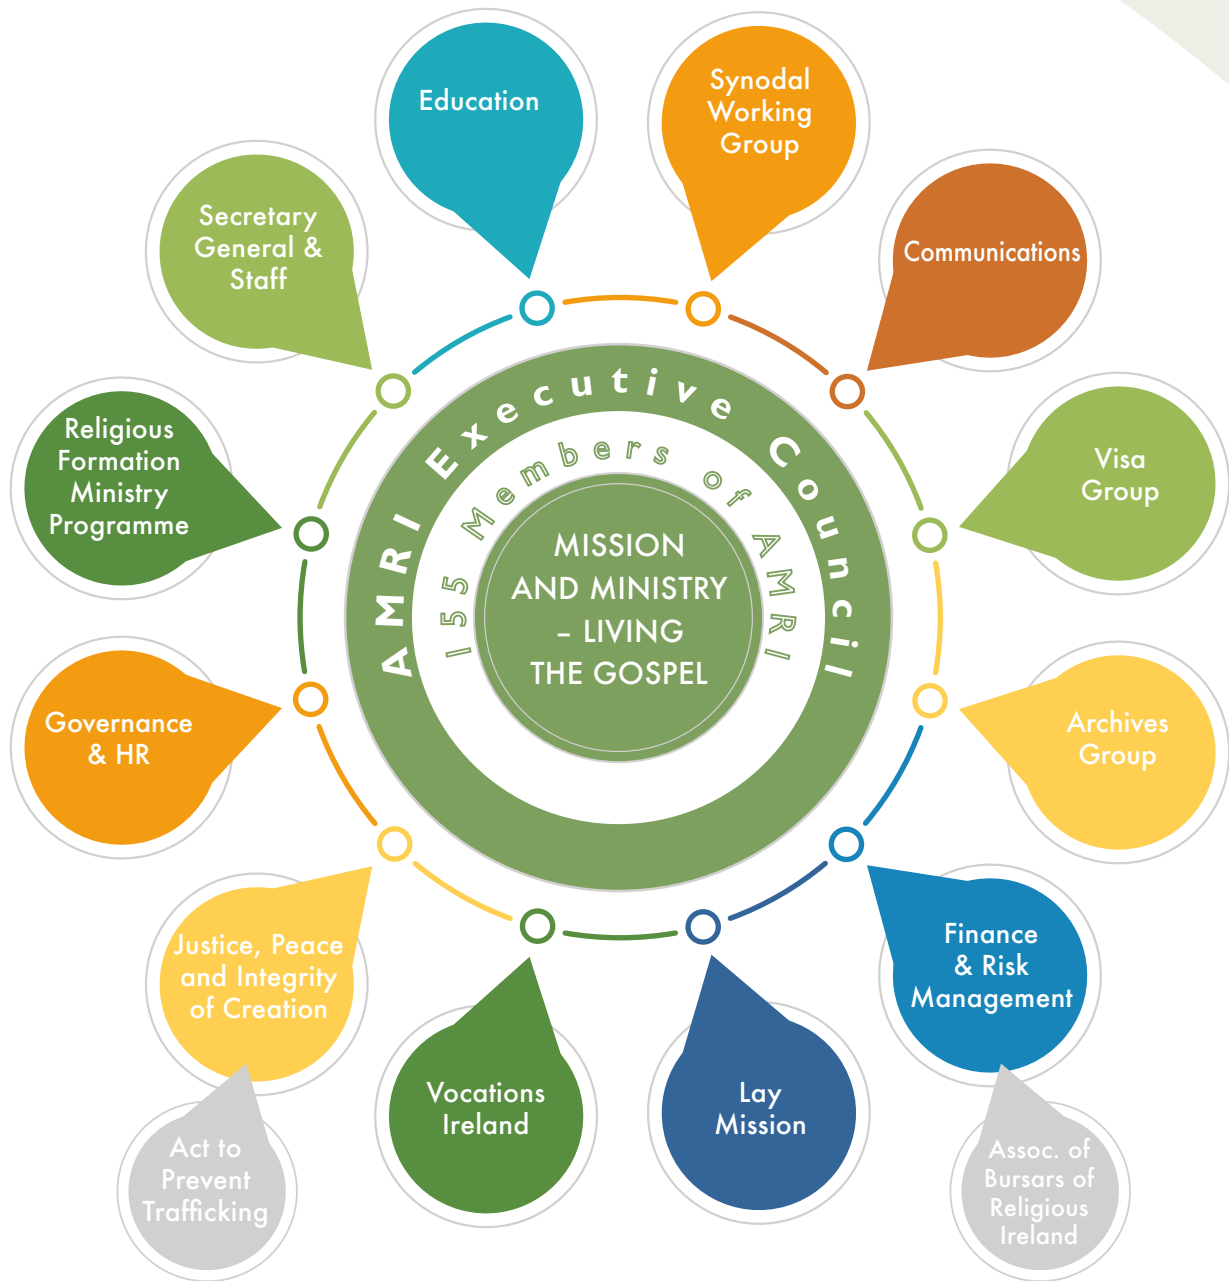 Education
Synodal
Working
Group
Secretary
General &
Staff
Communications
AMRI Executive Council
155 Members of AMRI
Religious
Formation
Ministry
Programme
Visa
Group
MISSION
AND MINISTRY
– LIVING
THE GOSPEL
Governance
& HR
Archives
Group
Justice, Peace
and Integrity
of Creation
Finance
& Risk
Management
Vocations
Ireland
Lay
Mission
Act to
Prevent
Trafficking
Assoc. of
Bursars of
Religious
Ireland